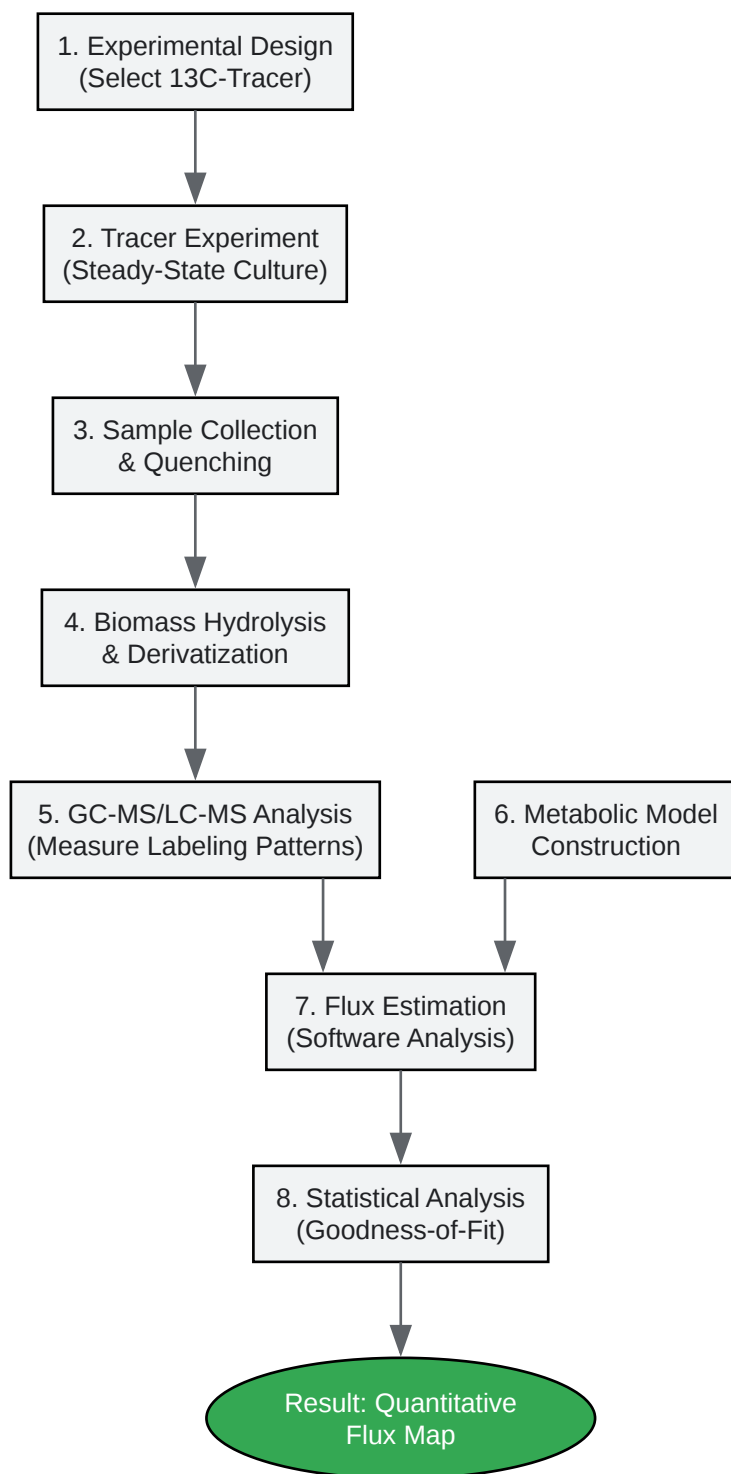 1. Experimental Design
(Select 13C-Tracer)
2. Tracer Experiment
(Steady-State Culture)
3. Sample Collection
& Quenching
4. Biomass Hydrolysis
& Derivatization
5. GC-MS/LC-MS Analysis
(Measure Labeling Patterns)
6. Metabolic Model
Construction
7. Flux Estimation
(Software Analysis)
8. Statistical Analysis
(Goodness-of-Fit)
Result: Quantitative
Flux Map